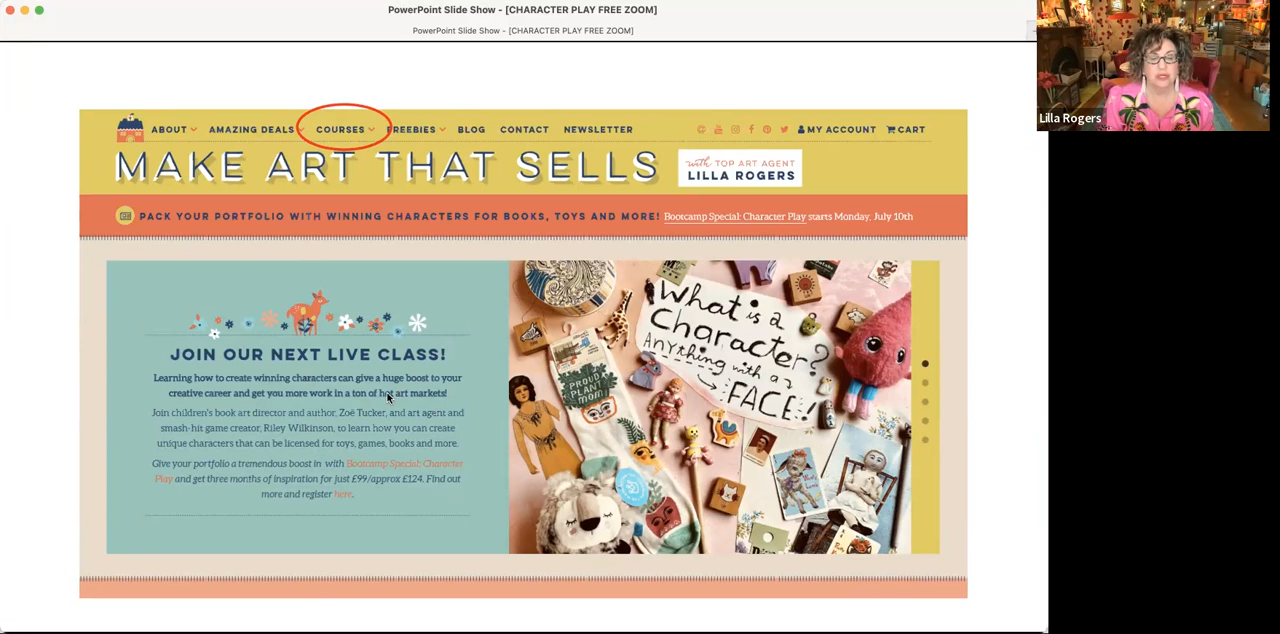 PowerPoint Slide Show - [CHARACTER PLAY FREE ZOOM]
PowerPoint Slide Show - [CHARACTER PLAY FREE ZOOM]
Lilla Rogers
ABOUT AMAZING DEALS COURSES FREEBIES BLOG CONTACT NEWSLETTER MY ACCOUNT CART
MAKE ART THAT SELLS
with TOP ART AGENT
LILLA ROGERS
PACK YOUR PORTFOLIO WITH WINNING CHARACTERS FOR BOOKS, TOYS AND MORE! Bootcamp Special: Character Play starts Monday, July 10th
JOIN OUR NEXT LIVE CLASS!
Learning how to create winning characters can give a huge boost to your
creative career and get you more work in a ton of hot art markets!
Join children's book art director and author, Zoë Tucker, and art agent and
smash-hit game creator, Riley Wilkinson, to learn how you can create
unique characters that can be licensed for toys, games, books and more.
Give your portfolio a tremendous boost in with Bootcamp Special: Character
Play and get three months of inspiration for just £99/approx £124. Find out
more and register here.
What is a
Character?
Anything with a
FACE!
PROUD
PLANT
MOM